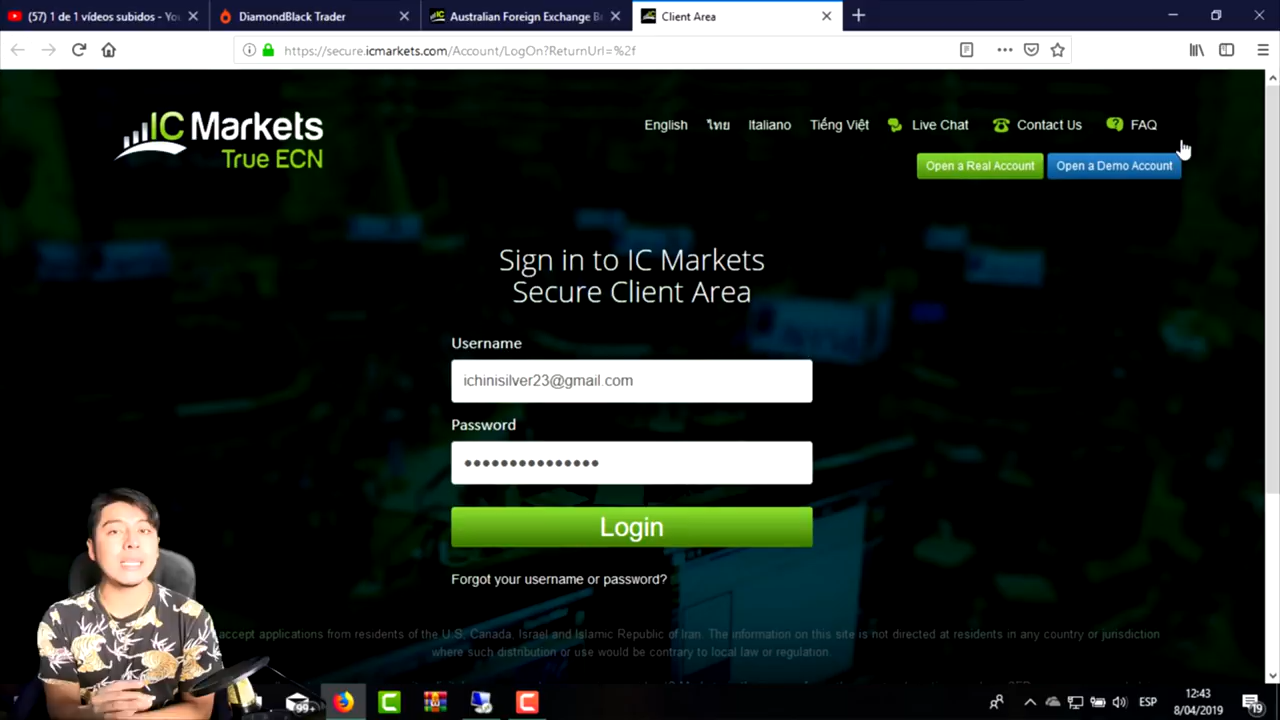 (57) 1 de 1 vídeos subidos - Yo
DiamondBlack Trader
Australian Foreign Exchange B
Client Area
https://secure.icmarkets.com/Account/LogOn?ReturnUrl=%2f
IC Markets
True ECN
English ไทย Italiano Tiếng Việt Live Chat Contact Us FAQ
Open a Real Account Open a Demo Account
Sign in to IC Markets
Secure Client Area
Username
ichinisilver23@gmail.com
Password
Login
Forgot your username or password?
accept applications from residents of the U.S, Canada, Israel and Islamic Republic of Iran. The information on this site is not directed at residents in any country or jurisdiction
where such distribution or use would be contrary to local law or regulation.
99+
ESP
12:43
8/04/2019
19